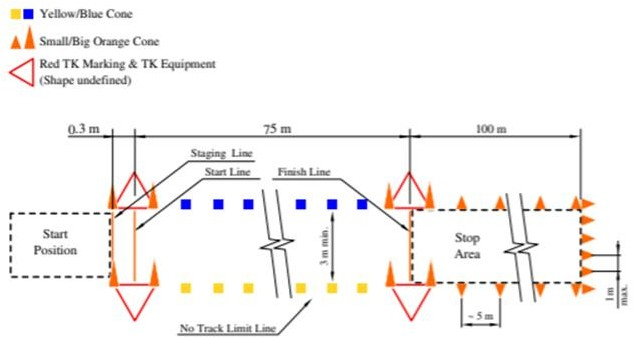 Yellow/Blue Cone
Small/Big Orange Cone
Red TK Marking & TK Equipment
(Shape undefined)
0.3 m
75 m
100 m
Staging Line
Start Line
Finish Line
Start
Position
3 m min.
Stop
Area
1m
max.
~ 5 m
No Track Limit Line